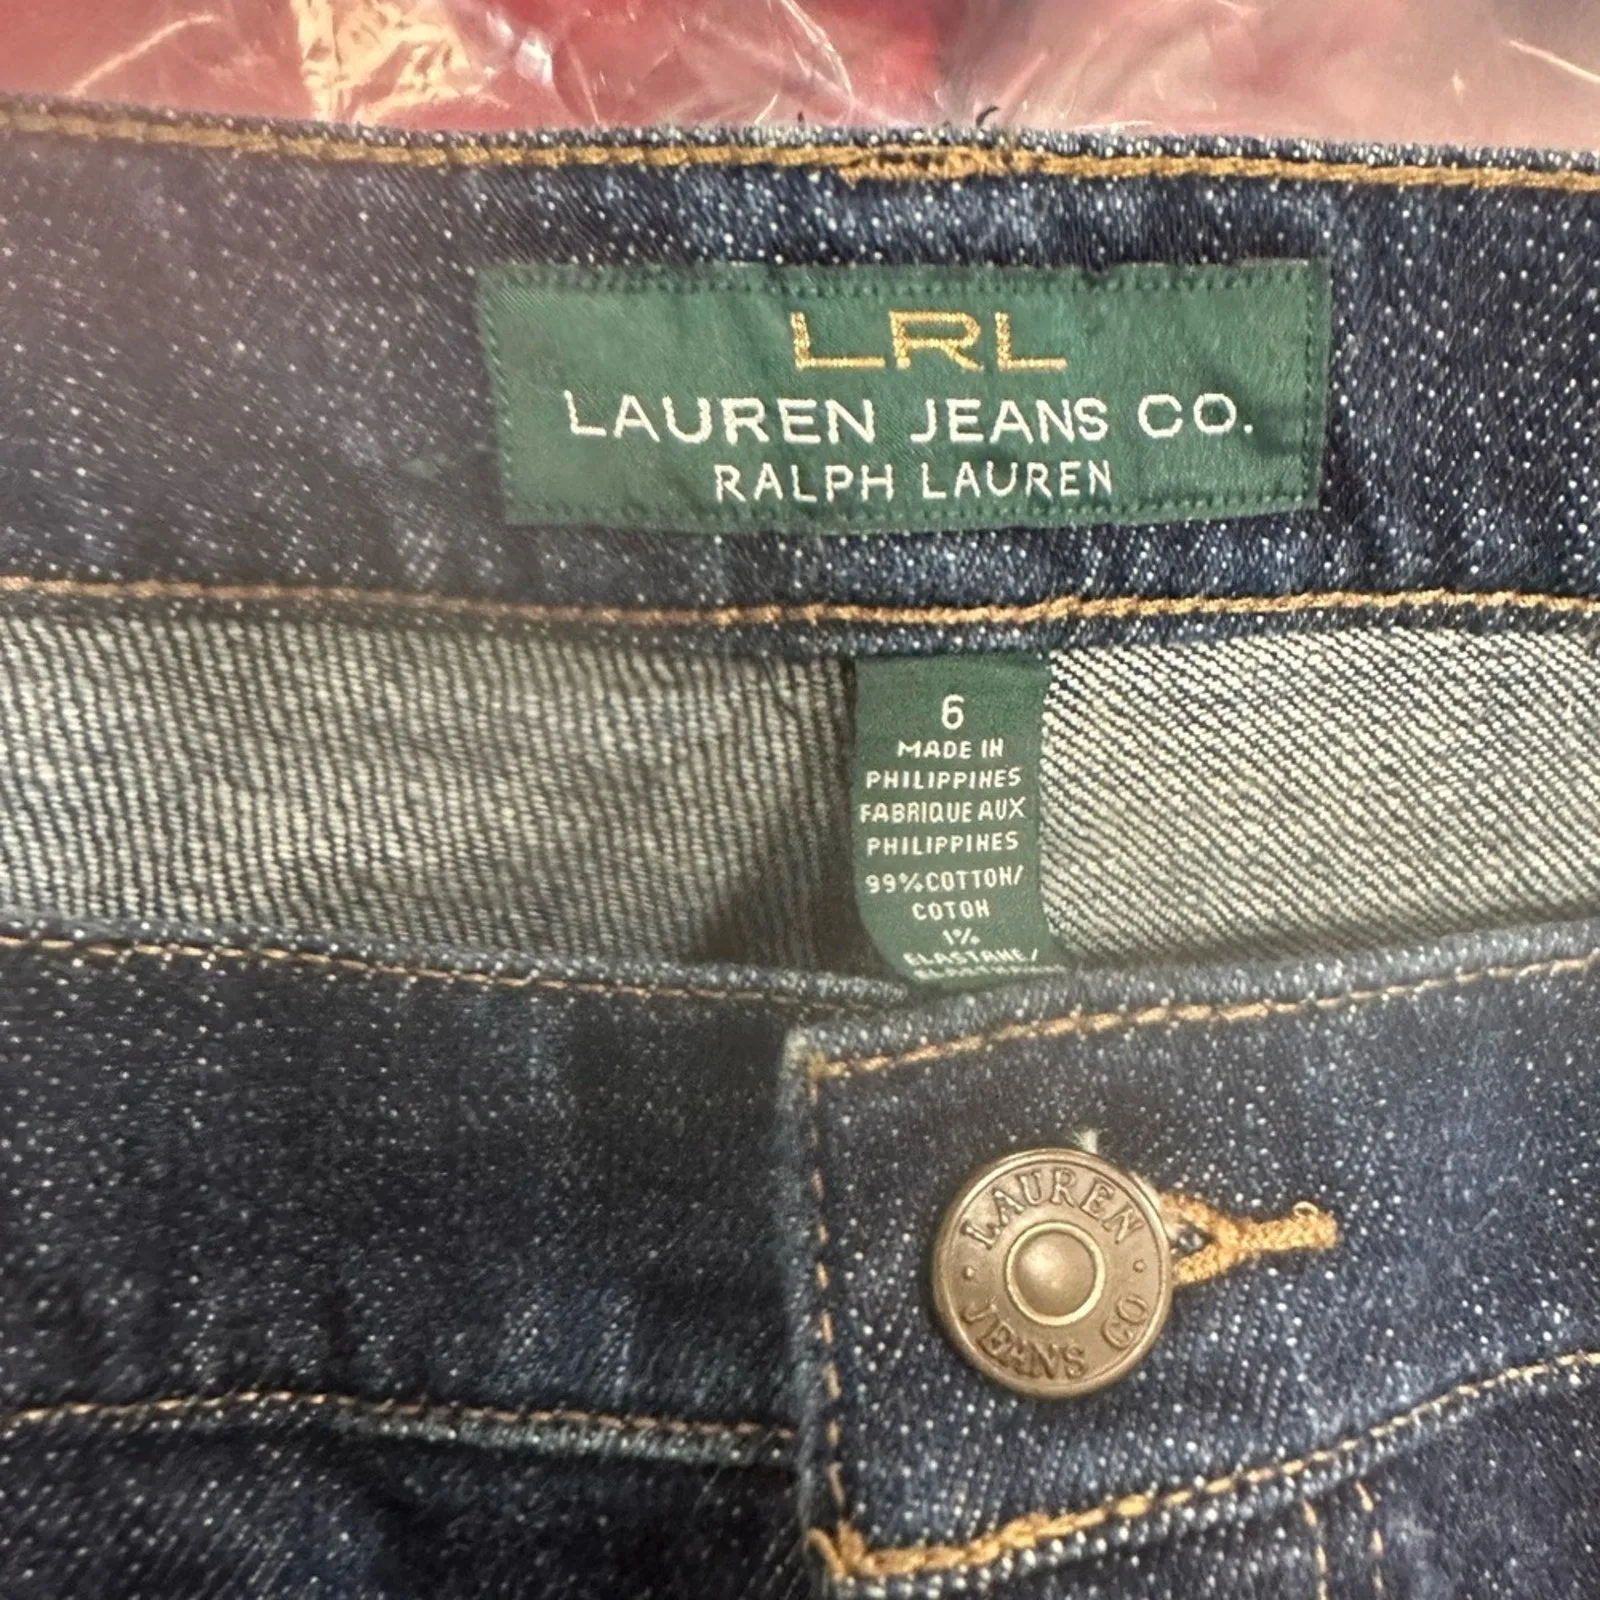 LRL
LAUREN JEANS CO.
RALPH LAUREN
6
MADE IN
PHILIPPINES
FABRIQUE AUX
PHILIPPINES
99% COTTON/
COTON
1%
ELASTANE/
LAUREN
JEANS CO